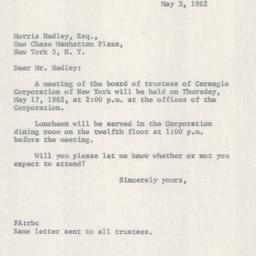 May 3, 1962
Morris Hadley, Esq.,
One Chase Manhattan Plaza,
New York 5, N. Y.
Dear Mr. Hadley:
A meeting of the board of trustees of Carnegie
Corporation of New York will be held on Thursday,
May 17, 1962, at 2:00 p.m. at the offices of the
Corporation.
Luncheon will be served in the Corporation
dining room on the twelfth floor at 1:00 p.m.
before the meeting.
Will you please let me know whether or not you
expect to attend?
Sincerely yours,
FA:rbc
Same letter sent to all trustees.